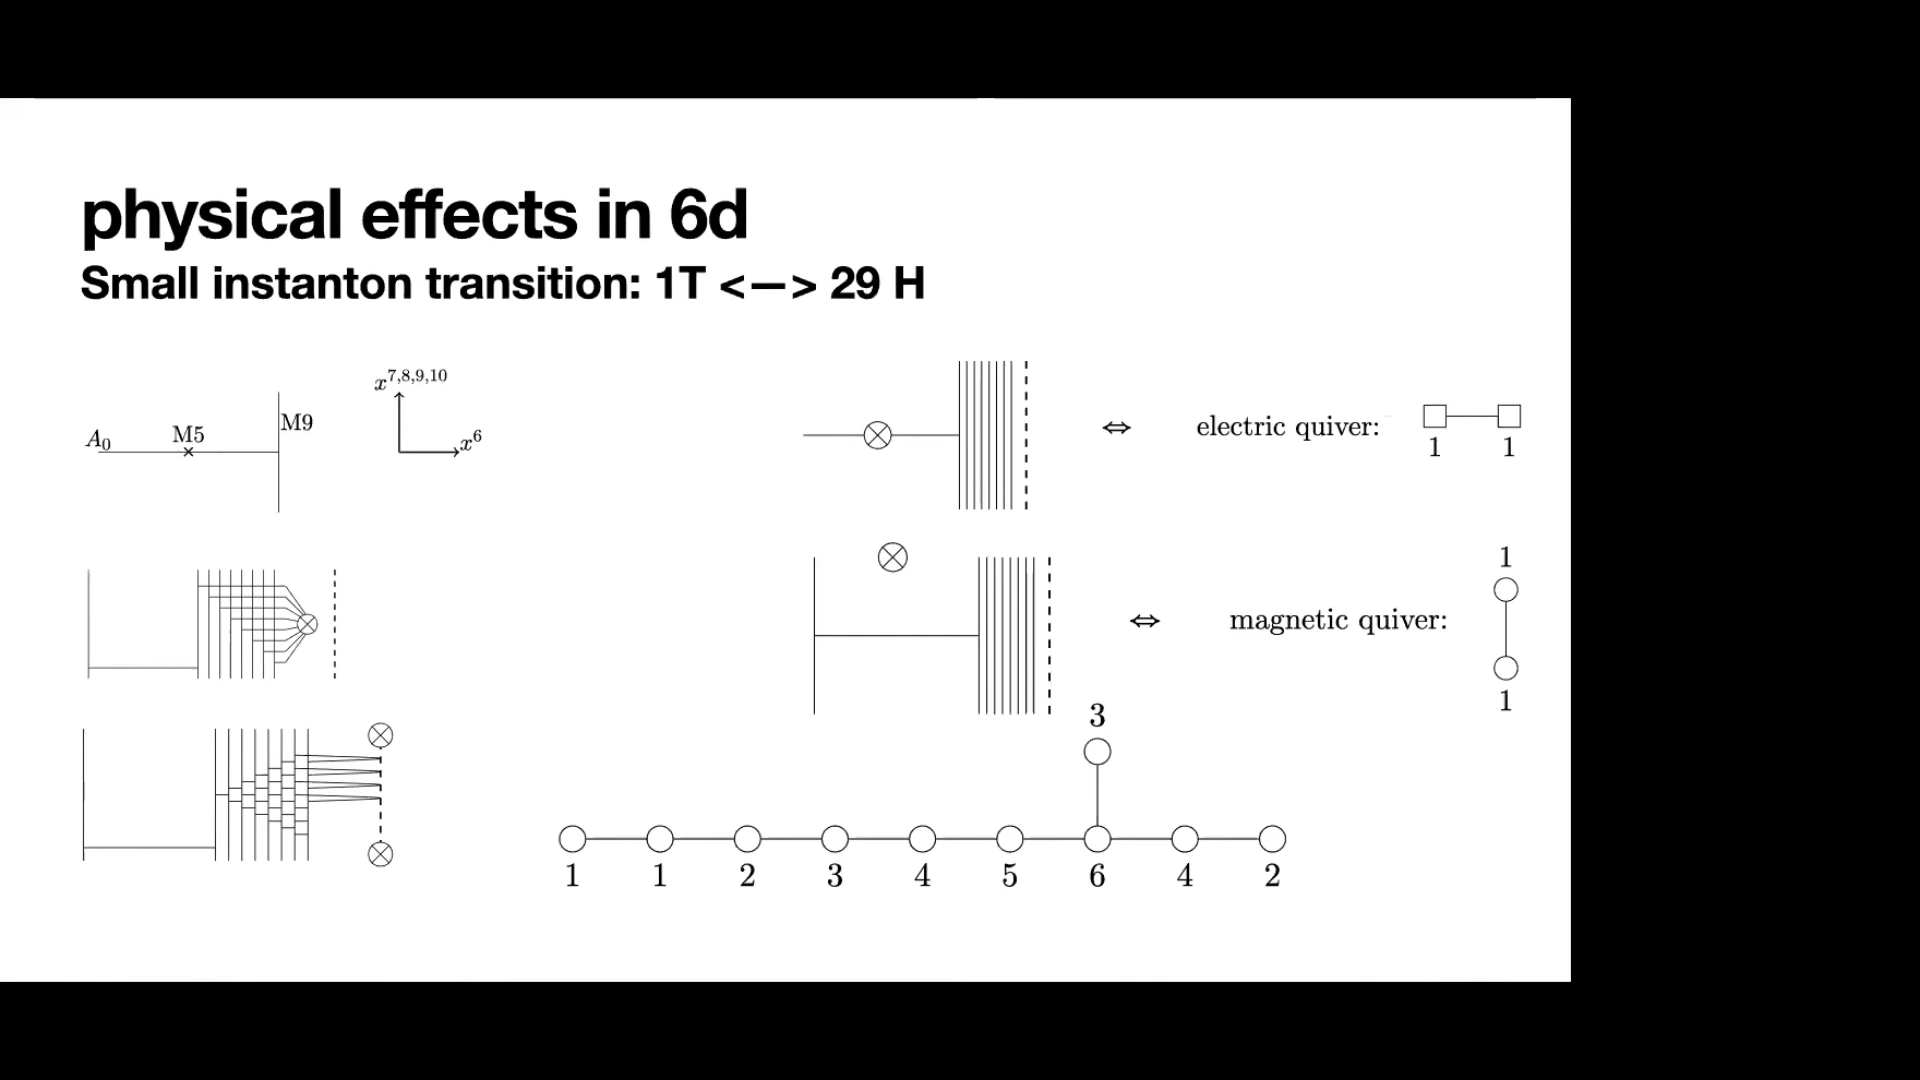 physical effects in 6d
Small instanton transition: 1T <—> 29 H
x^{7,8,9,10}
A_0
M5
M9
x^6
⇔ electric quiver:
1 1
⇔ magnetic quiver:
1
1
3
1 1 2 3 4 5 6 4 2